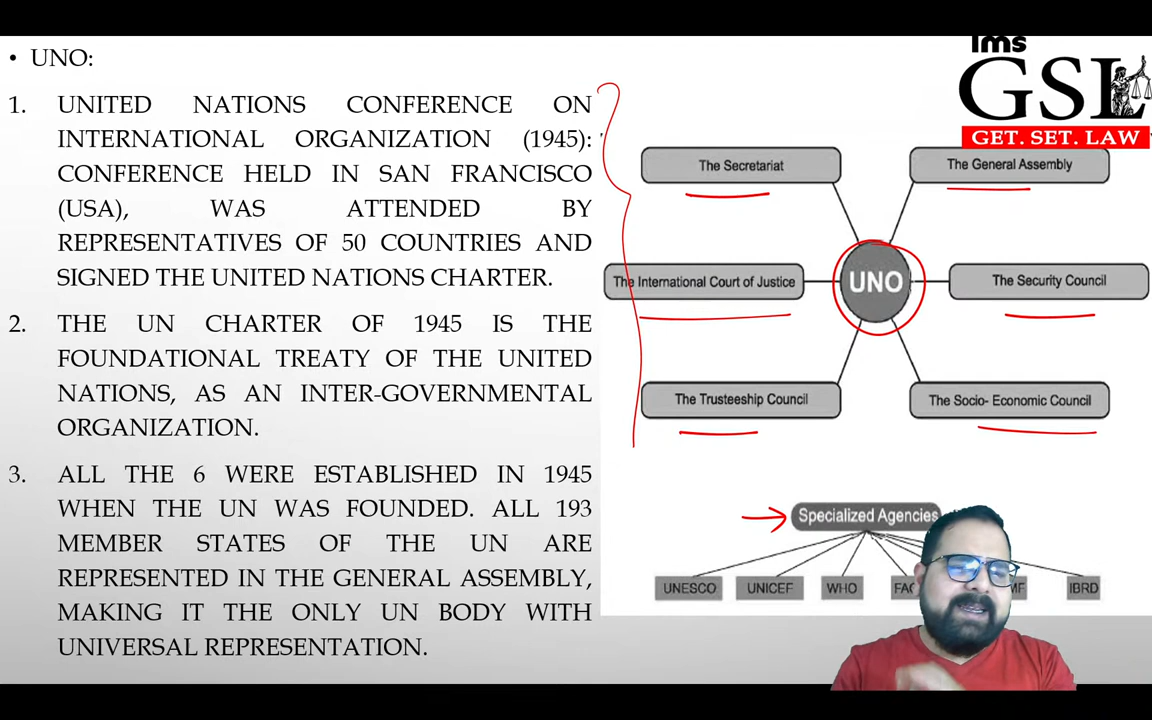 • UNO:
1. UNITED NATIONS CONFERENCE ON
INTERNATIONAL ORGANIZATION (1945):
CONFERENCE HELD IN SAN FRANCISCO
(USA), WAS ATTENDED BY
REPRESENTATIVES OF 50 COUNTRIES AND
SIGNED THE UNITED NATIONS CHARTER.
2. THE UN CHARTER OF 1945 IS THE
FOUNDATIONAL TREATY OF THE UNITED
NATIONS, AS AN INTER-GOVERNMENTAL
ORGANIZATION.
3. ALL THE 6 WERE ESTABLISHED IN 1945
WHEN THE UN WAS FOUNDED. ALL 193
MEMBER STATES OF THE UN ARE
REPRESENTED IN THE GENERAL ASSEMBLY,
MAKING IT THE ONLY UN BODY WITH
UNIVERSAL REPRESENTATION.
ims
GSL
GET. SET. LAW
The Secretariat
The General Assembly
The International Court of Justice
UNO
The Security Council
The Trusteeship Council
The Socio- Economic Council
Specialized Agencies
UNESCO
UNICEF
WHO
IBRD